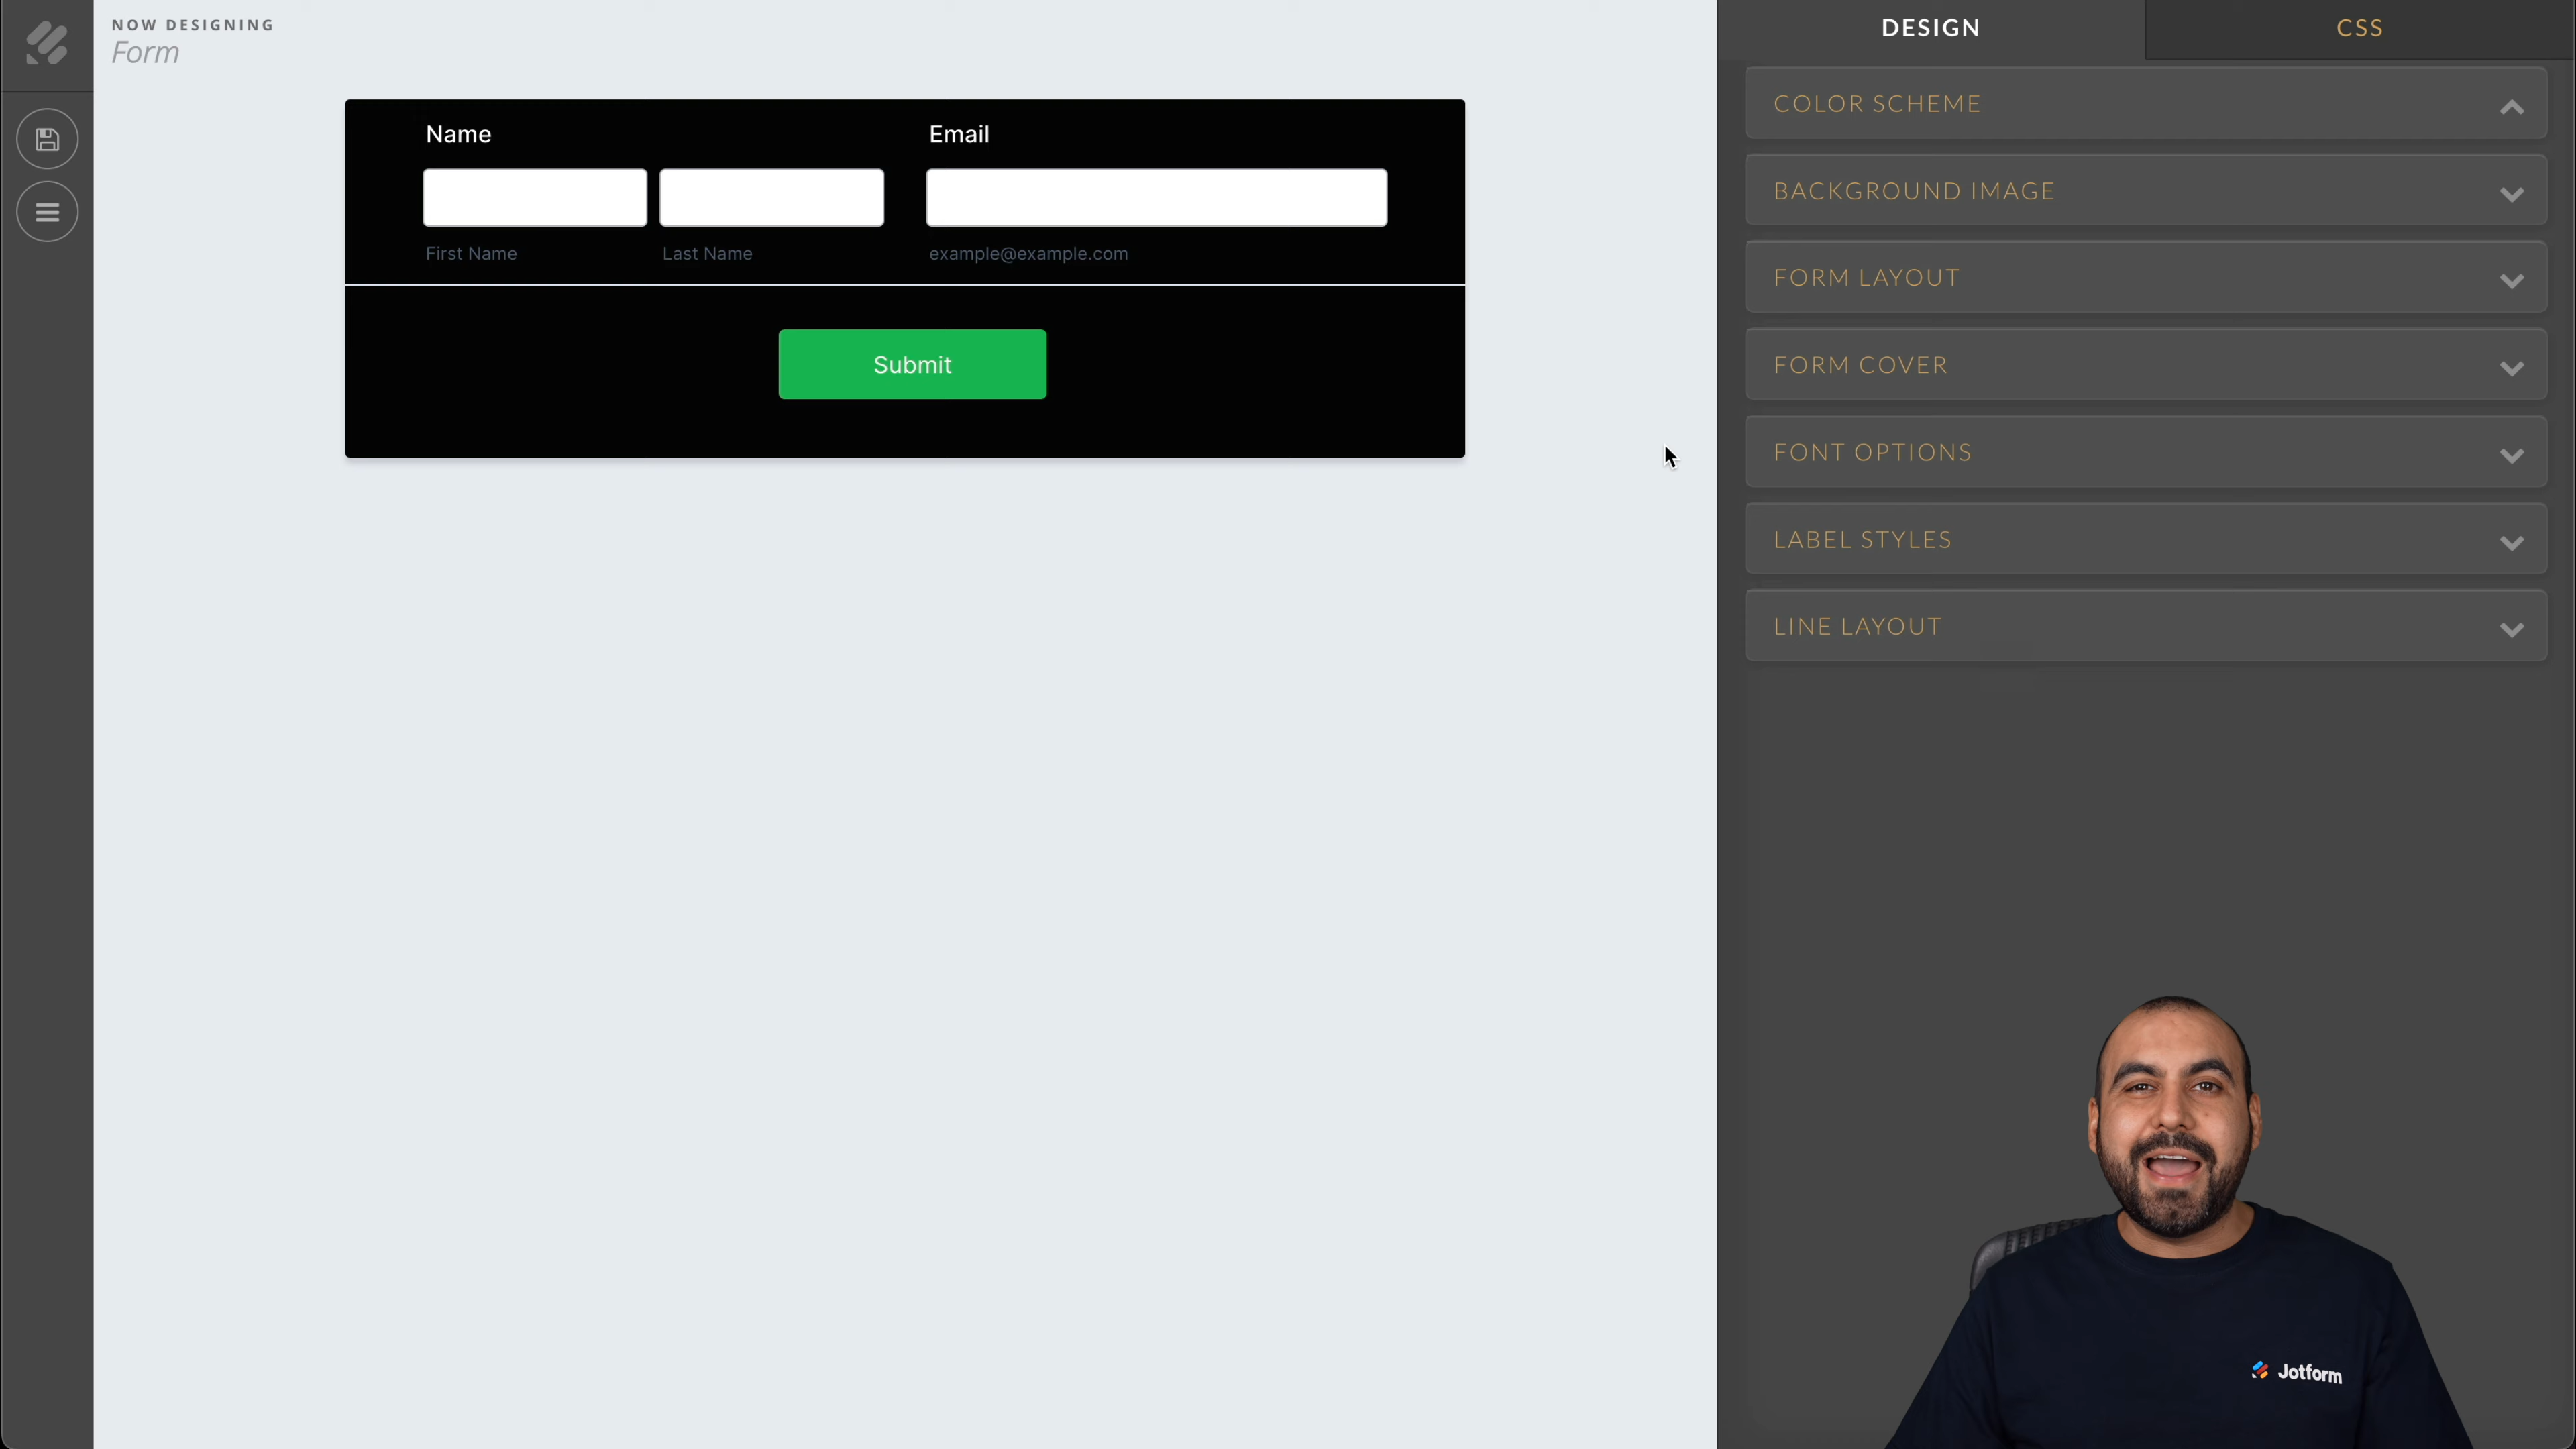 NOW DESIGNING
Form
Name
Email
First Name
Last Name
example@example.com
Submit
DESIGN
CSS
COLOR SCHEME
BACKGROUND IMAGE
FORM LAYOUT
FORM COVER
FONT OPTIONS
LABEL STYLES
LINE LAYOUT
Jotform